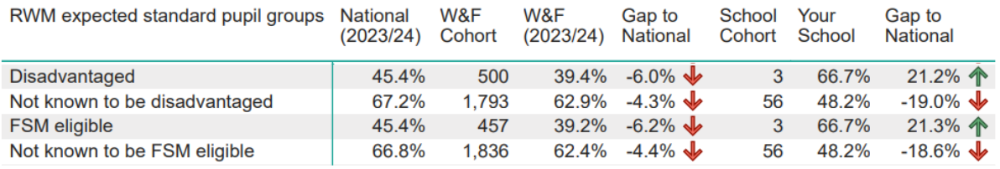 RWM expected standard pupil groups National (2023/24) W&F Cohort W&F (2023/24) Gap to National School Cohort Your School Gap to National
Disadvantaged 45.4% 500 39.4% -6.0% 3 66.7% 21.2%
Not known to be disadvantaged 67.2% 1,793 62.9% -4.3% 56 48.2% -19.0%
FSM eligible 45.4% 457 39.2% -6.2% 3 66.7% 21.3%
Not known to be FSM eligible 66.8% 1,836 62.4% -4.4% 56 48.2% -18.6%